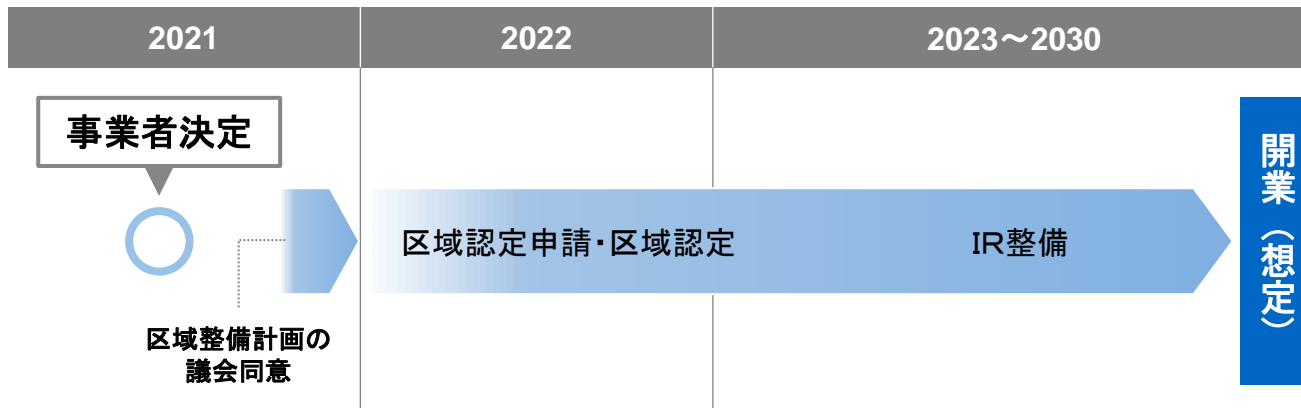 2021
2022
2023～2030
事業者決定
区域整備計画の
議会同意
区域認定申請・区域認定
IR整備
開業（想定）